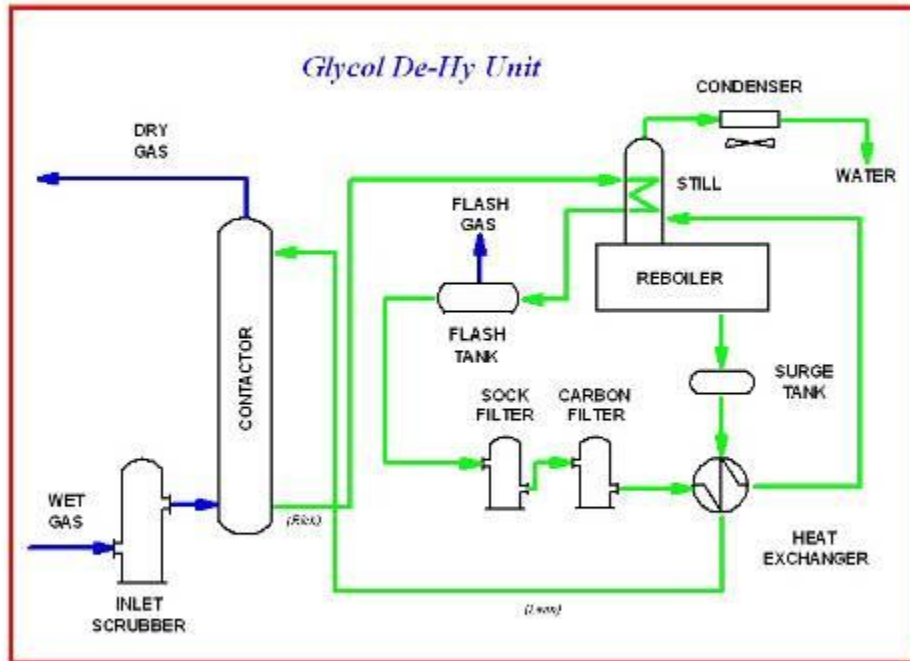 Glycol De-Hy Unit
CONDENSER
DRY
GAS
WATER
STILL
FLASH
GAS
REBOILER
FLASH
TANK
CONTACTOR
SURGE
TANK
SOCK
FILTER
CARBON
FILTER
WET
GAS
(Rich)
HEAT
EXCHANGER
INLET
SCRUBBER
(Lean)